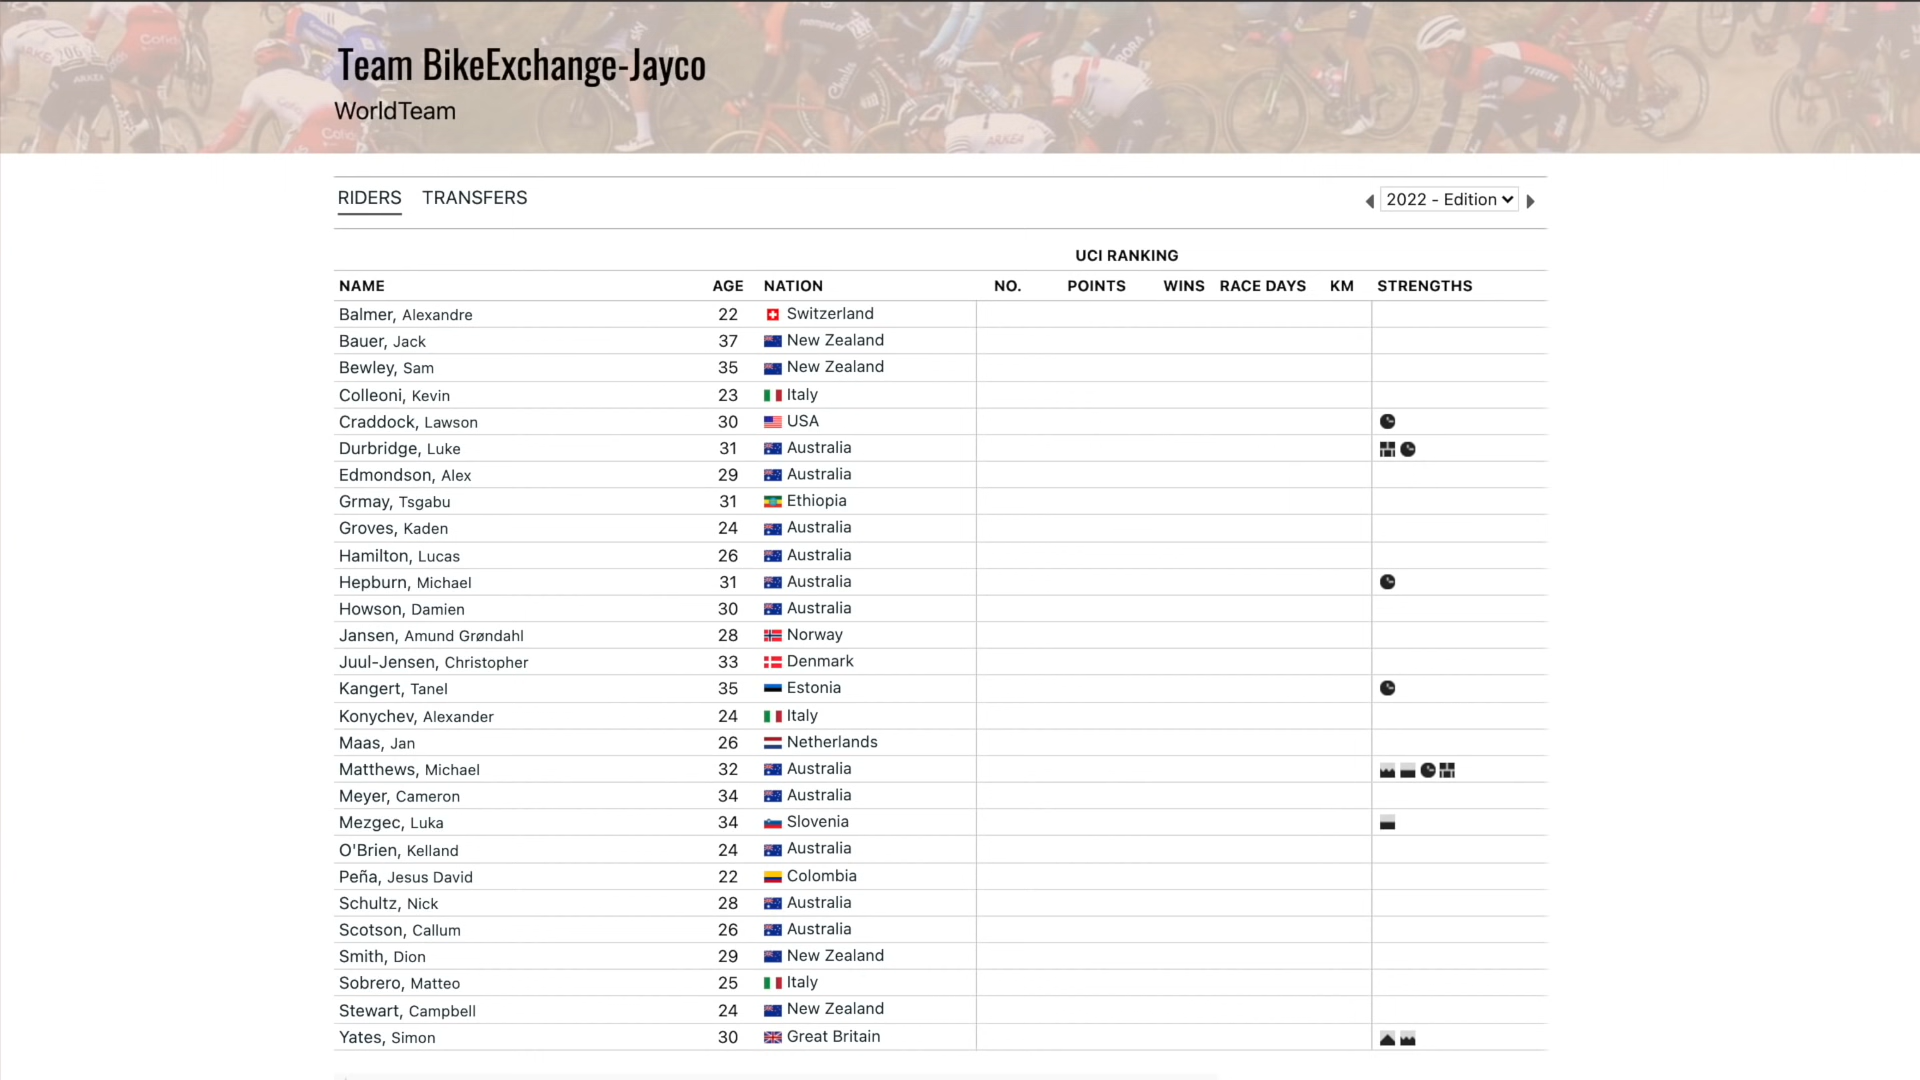 Team BikeExchange-Jayco
WorldTeam
RIDERS TRANSFERS 2022 - Edition
UCI RANKING
NAME AGE NATION NO. POINTS WINS RACE DAYS KM STRENGTHS
Balmer, Alexandre 22 Switzerland
Bauer, Jack 37 New Zealand
Bewley, Sam 35 New Zealand
Colleoni, Kevin 23 Italy
Craddock, Lawson 30 USA
Durbridge, Luke 31 Australia
Edmondson, Alex 29 Australia
Grmay, Tsgabu 31 Ethiopia
Groves, Kaden 24 Australia
Hamilton, Lucas 26 Australia
Hepburn, Michael 31 Australia
Howson, Damien 30 Australia
Jansen, Amund Grøndahl 28 Norway
Juul-Jensen, Christopher 33 Denmark
Kangert, Tanel 35 Estonia
Konychev, Alexander 24 Italy
Maas, Jan 26 Netherlands
Matthews, Michael 32 Australia
Meyer, Cameron 34 Australia
Mezgec, Luka 34 Slovenia
O'Brien, Kelland 24 Australia
Peña, Jesus David 22 Colombia
Schultz, Nick 28 Australia
Scotson, Callum 26 Australia
Smith, Dion 29 New Zealand
Sobrero, Matteo 25 Italy
Stewart, Campbell 24 New Zealand
Yates, Simon 30 Great Britain